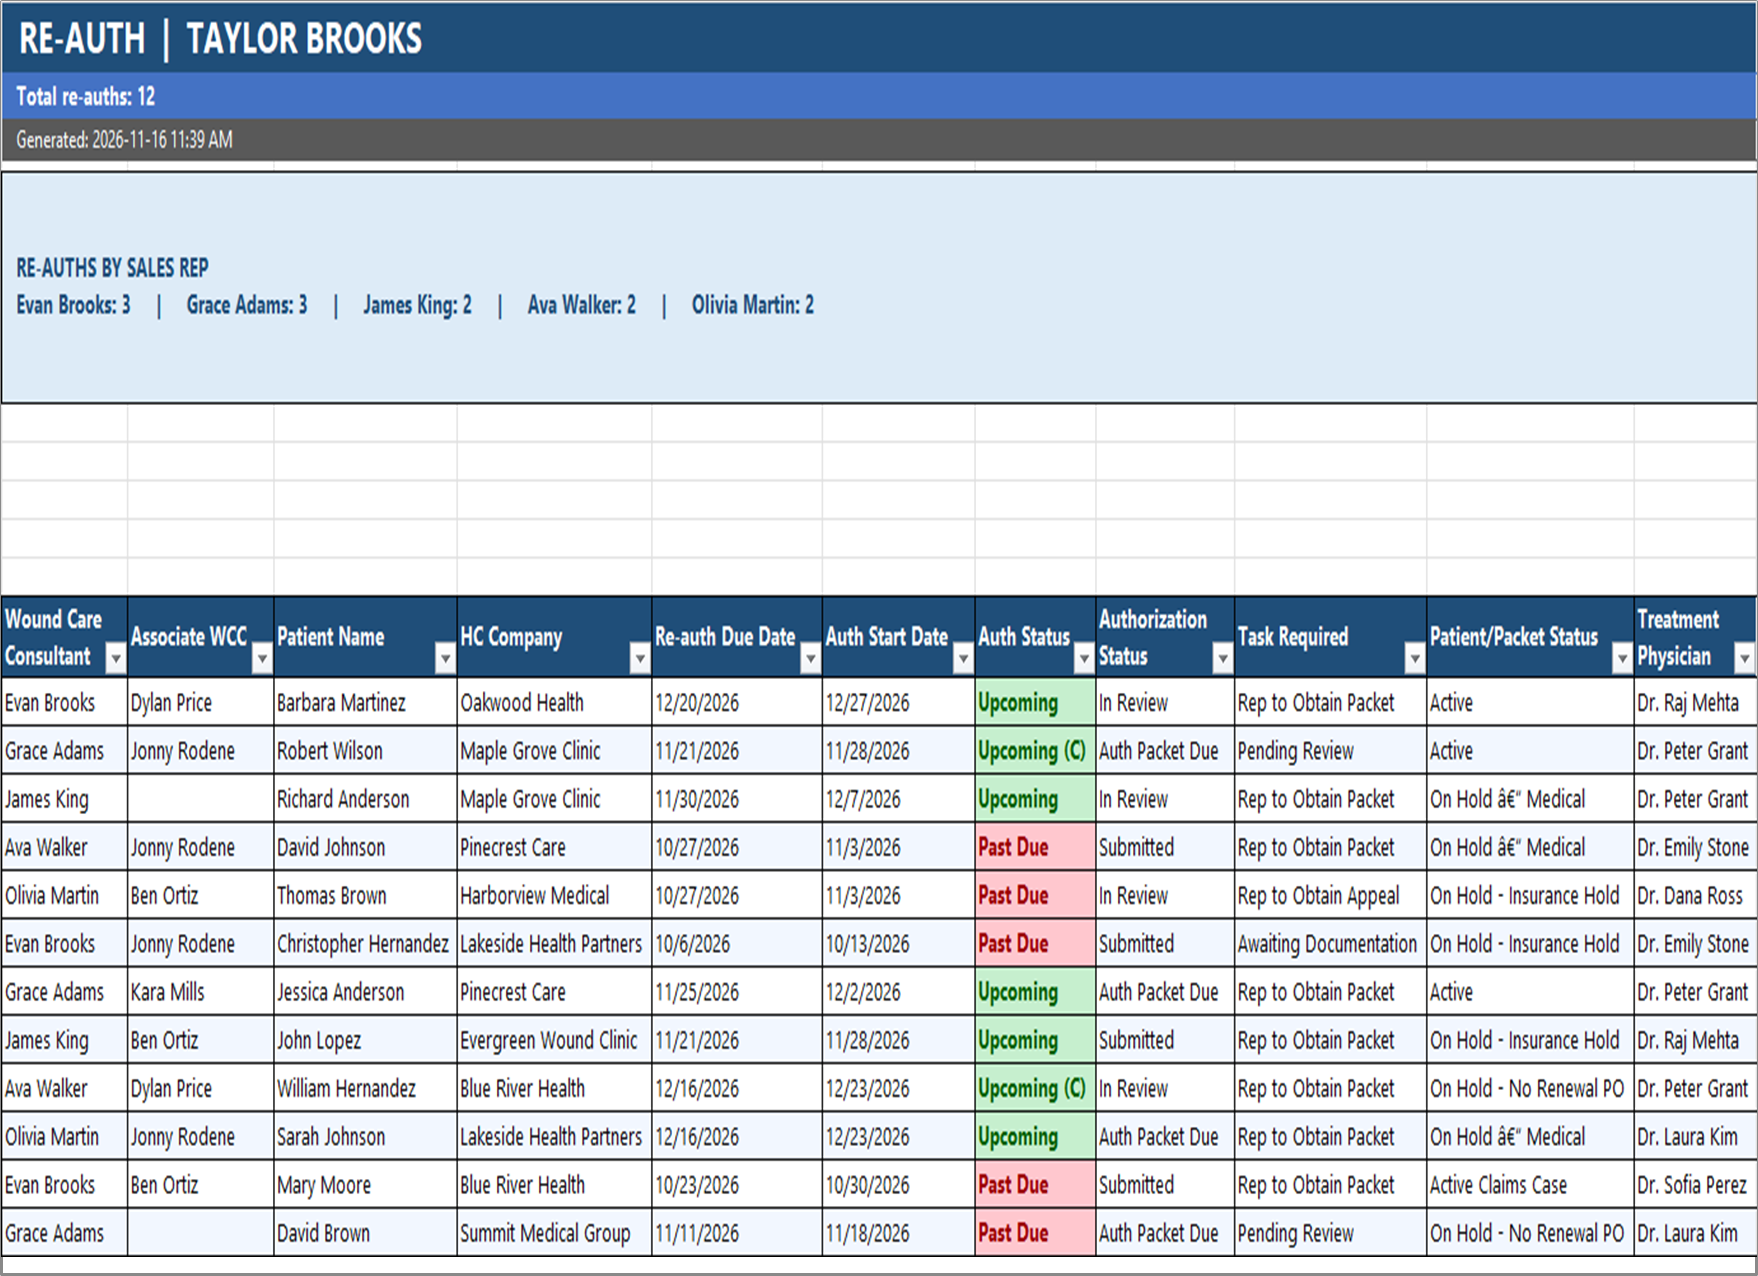 RE-AUTH | TAYLOR BROOKS
Total re-auths: 12
Generated: 2026-11-16 11:39 AM
RE-AUTHS BY SALES REP
Evan Brooks: 3 | Grace Adams: 3 | James King: 2 | Ava Walker: 2 | Olivia Martin: 2
Wound Care Consultant Associate WCC Patient Name HC Company Re-auth Due Date Auth Start Date Auth Status Authorization Status Task Required Patient/Packet Status Treatment Physician
Evan Brooks Dylan Price Barbara Martinez Oakwood Health 12/20/2026 12/27/2026 Upcoming In Review Rep to Obtain Packet Active Dr. Raj Mehta
Grace Adams Jonny Rodene Robert Wilson Maple Grove Clinic 11/21/2026 11/28/2026 Upcoming (C) Auth Packet Due Pending Review Active Dr. Peter Grant
James King Richard Anderson Maple Grove Clinic 11/30/2026 12/7/2026 Upcoming In Review Rep to Obtain Packet On Hold â€“ Medical Dr. Peter Grant
Ava Walker Jonny Rodene David Johnson Pinecrest Care 10/27/2026 11/3/2026 Past Due Submitted Rep to Obtain Packet On Hold â€“ Medical Dr. Emily Stone
Olivia Martin Ben Ortiz Thomas Brown Harborview Medical 10/27/2026 11/3/2026 Past Due In Review Rep to Obtain Appeal On Hold - Insurance Hold Dr. Dana Ross
Evan Brooks Jonny Rodene Christopher Hernandez Lakeside Health Partners 10/6/2026 10/13/2026 Past Due Submitted Awaiting Documentation On Hold - Insurance Hold Dr. Emily Stone
Grace Adams Kara Mills Jessica Anderson Pinecrest Care 11/25/2026 12/2/2026 Upcoming Auth Packet Due Rep to Obtain Packet Active Dr. Peter Grant
James King Ben Ortiz John Lopez Evergreen Wound Clinic 11/21/2026 11/28/2026 Upcoming Submitted Rep to Obtain Packet On Hold - Insurance Hold Dr. Raj Mehta
Ava Walker Dylan Price William Hernandez Blue River Health 12/16/2026 12/23/2026 Upcoming (C) In Review Rep to Obtain Packet On Hold - No Renewal PO Dr. Peter Grant
Olivia Martin Jonny Rodene Sarah Johnson Lakeside Health Partners 12/16/2026 12/23/2026 Upcoming Auth Packet Due Rep to Obtain Packet On Hold â€“ Medical Dr. Laura Kim
Evan Brooks Ben Ortiz Mary Moore Blue River Health 10/23/2026 10/30/2026 Past Due Submitted Rep to Obtain Packet Active Claims Case Dr. Sofia Perez
Grace Adams David Brown Summit Medical Group 11/11/2026 11/18/2026 Past Due Auth Packet Due Pending Review On Hold - No Renewal PO Dr. Laura Kim